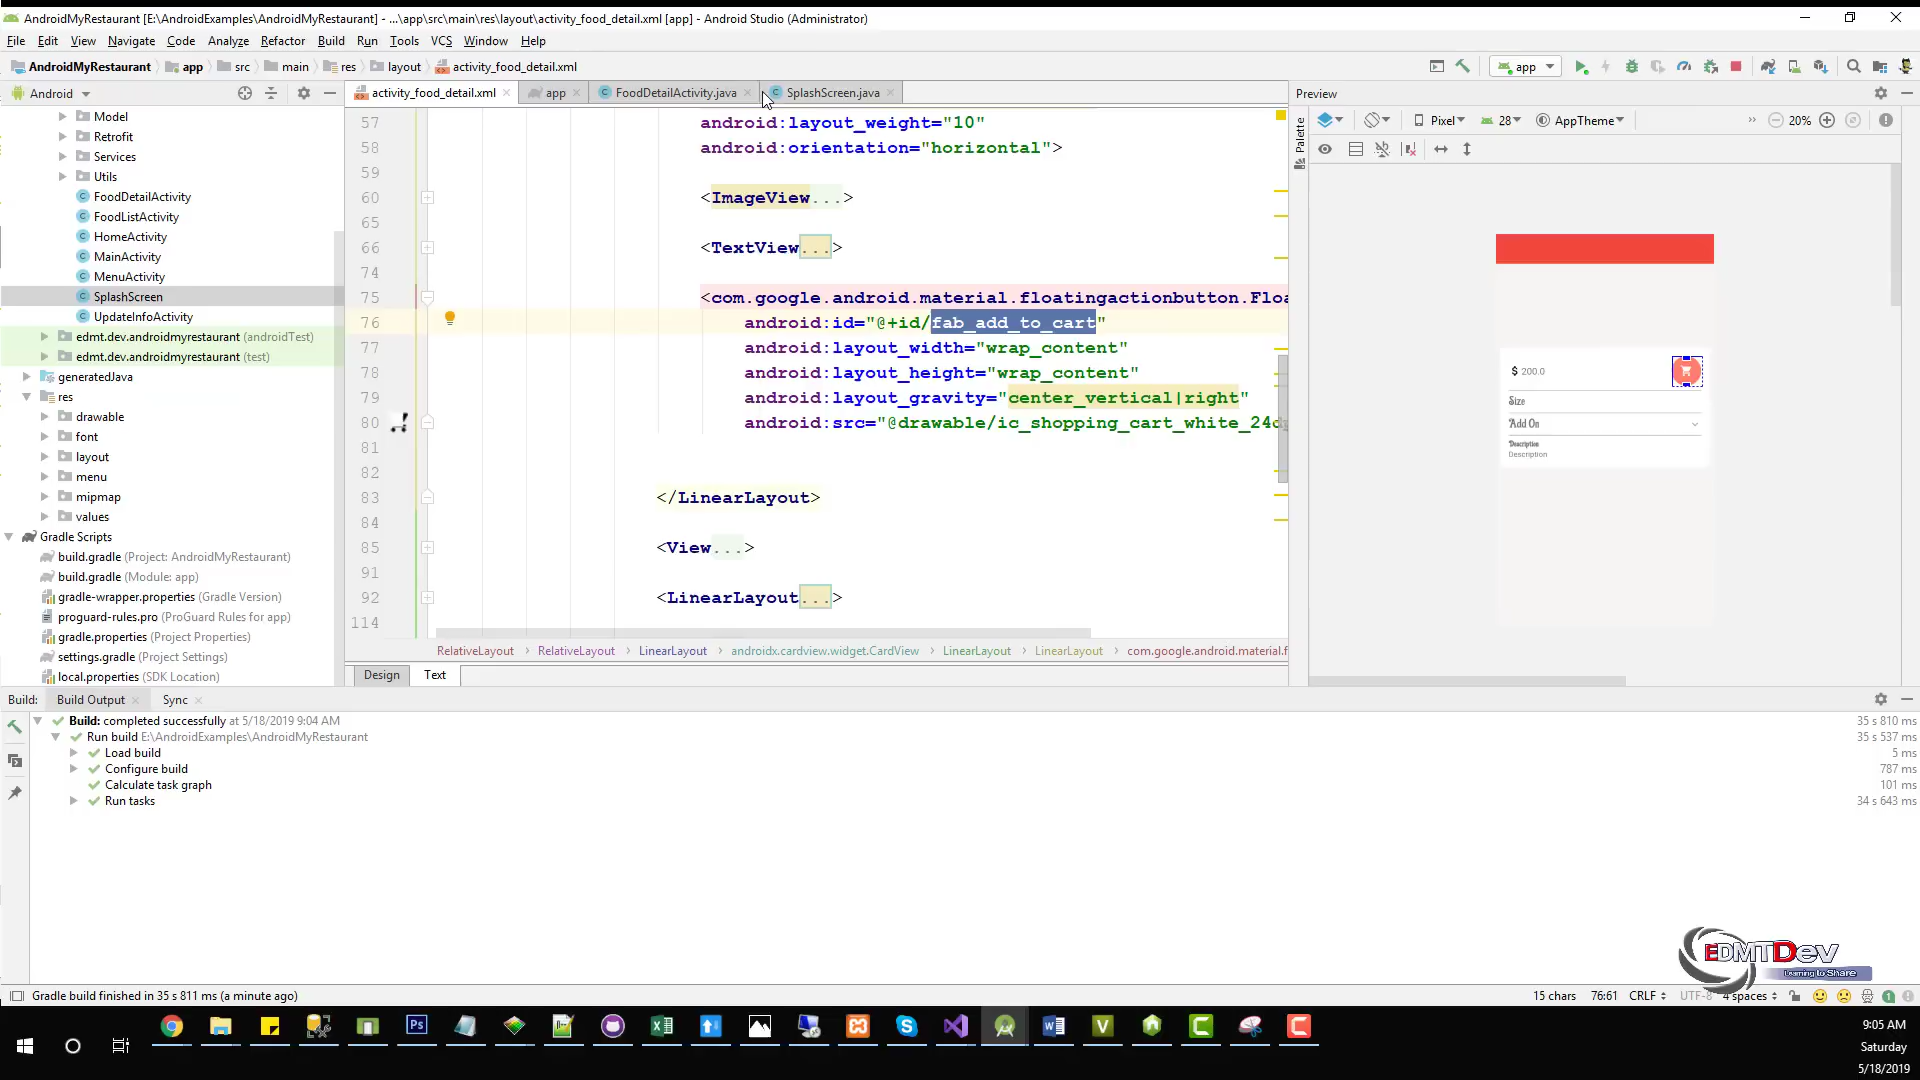 AndroidMyRestaurant [E:\AndroidExamples\AndroidMyRestaurant] - ...\app\src\main\res\layout\activity_food_detail.xml [app] - Android Studio (Administrator)
File Edit View Navigate Code Analyze Refactor Build Run Tools VCS Window Help
AndroidMyRestaurant app src main res layout activity_food_detail.xml
app
Android
activity_food_detail.xml app FoodDetailActivity.java SplashScreen.java
Preview
Model
Retrofit
Services
Utils
FoodDetailActivity
FoodListActivity
HomeActivity
MainActivity
MenuActivity
SplashScreen
UpdateInfoActivity
edmt.dev.androidmyrestaurant (androidTest)
edmt.dev.androidmyrestaurant (test)
generatedJava
res
drawable
font
layout
menu
mipmap
values
Gradle Scripts
build.gradle (Project: AndroidMyRestaurant)
build.gradle (Module: app)
gradle-wrapper.properties (Gradle Version)
proguard-rules.pro (ProGuard Rules for app)
gradle.properties (Project Properties)
settings.gradle (Project Settings)
local.properties (SDK Location)
57 android:layout_weight="10"
58 android:orientation="horizontal">
59
60 <ImageView...>
65
66 <TextView...>
74
75 <com.google.android.material.floatingactionbutton.Floa
76 android:id="@+id/fab_add_to_cart"
77 android:layout_width="wrap_content"
78 android:layout_height="wrap_content"
79 android:layout_gravity="center_vertical|right"
80 android:src="@drawable/ic_shopping_cart_white_24d
81
82
83 </LinearLayout>
84
85 <View...>
91
92 <LinearLayout...>
114
RelativeLayout › RelativeLayout › LinearLayout › androidx.cardview.widget.CardView › LinearLayout › LinearLayout › com.google.android.material.f
Design Text
Palette
Pixel 28 AppTheme » 20%
$ 200.0
Size
Add On
Description
Description
Build: Build Output Sync
Build: completed successfully at 5/18/2019 9:04 AM 35 s 810 ms
Run build E:\AndroidExamples\AndroidMyRestaurant 35 s 537 ms
Load build 5 ms
Configure build 787 ms
Calculate task graph 101 ms
Run tasks 34 s 643 ms
EDMTDev
Learning to Share
Gradle build finished in 35 s 811 ms (a minute ago) 15 chars 76:61 CRLF UTF-8 4 spaces 1
9:05 AM
Saturday
5/18/2019